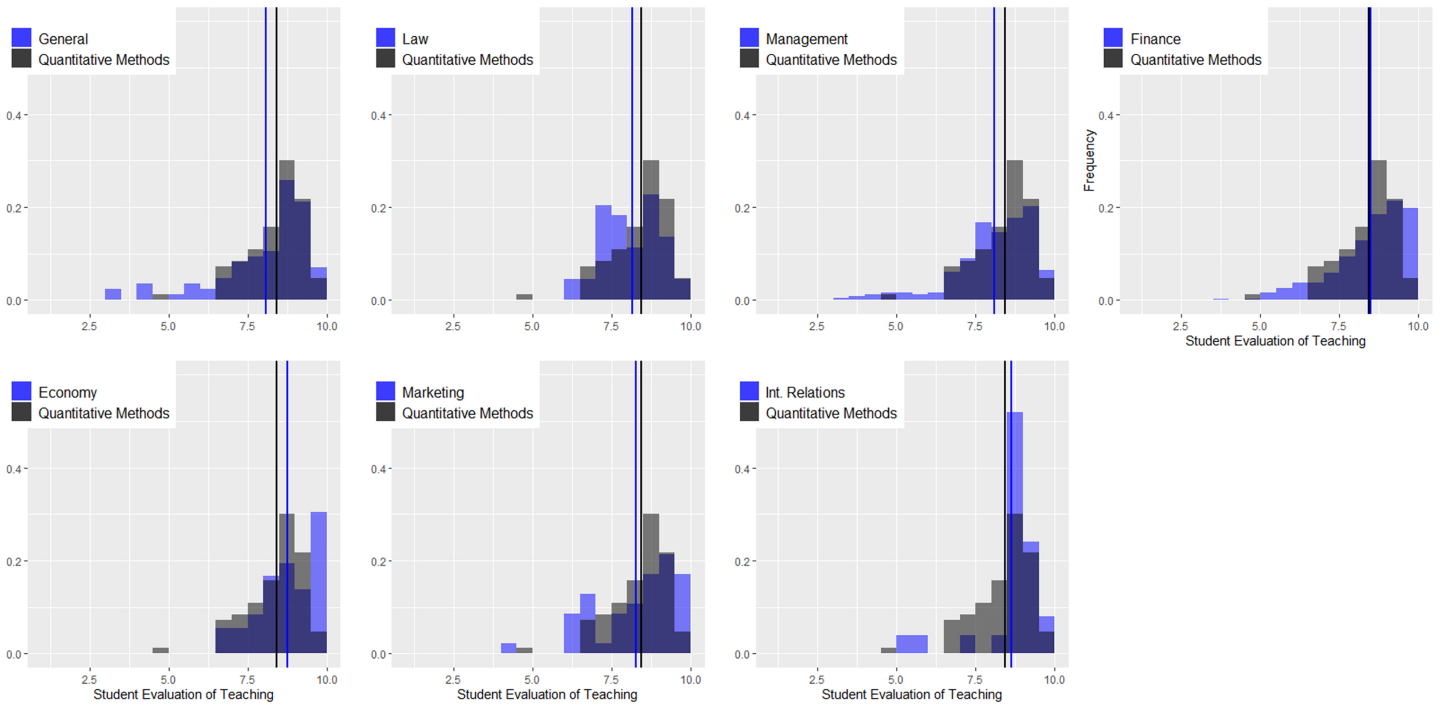 General
Quantitative Methods
0.4
0.2
0.0
2.5 5.0 7.5 10.0
Law
Quantitative Methods
0.4
0.2
0.0
2.5 5.0 7.5 10.0
Management
Quantitative Methods
0.4
0.2
0.0
2.5 5.0 7.5 10.0
Finance
Quantitative Methods
Frequency
0.4
0.2
0.0
2.5 5.0 7.5 10.0
Student Evaluation of Teaching
Economy
Quantitative Methods
0.4
0.2
0.0
2.5 5.0 7.5 10.0
Student Evaluation of Teaching
Marketing
Quantitative Methods
0.4
0.2
0.0
2.5 5.0 7.5 10.0
Student Evaluation of Teaching
Int. Relations
Quantitative Methods
0.4
0.2
0.0
2.5 5.0 7.5 10.0
Student Evaluation of Teaching